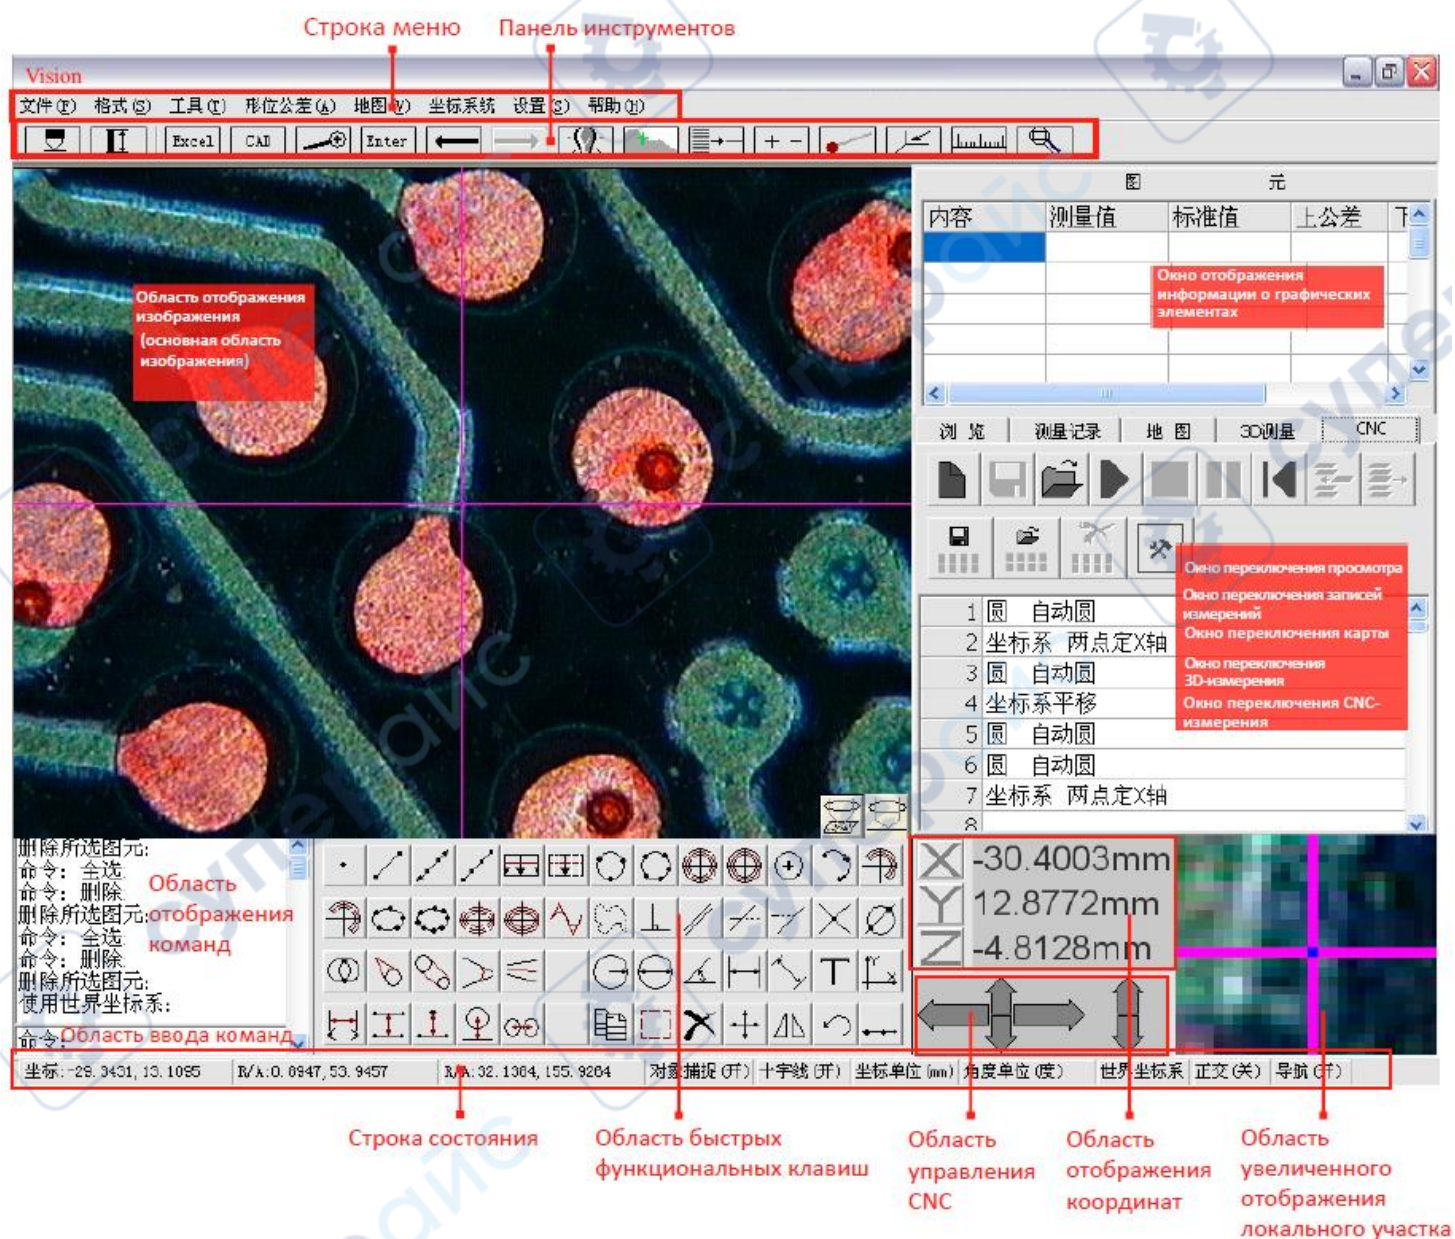 Строка меню
Панель инструментов
Vision
文件(F) 格式(S) 工具(T) 形位公差(A) 地图(V) 坐标系统 设置(S) 帮助(H)
Excel CAD Enter + -
Область отображения
изображения
(основная область
изображения)
图 元
内容 测量值 标准值 上公差 下
Окно отображения
информации о графических
элементах
浏 览 测量记录 地 图 3D测量 CNC
Окно переключения просмотра
Окно переключения записей
измерений
Окно переключения карты
Окно переключения
3D-измерения
Окно переключения CNC-
измерения
1 圆 自动圆
2 坐标系 两点定X轴
3 圆 自动圆
4 坐标系平移
5 圆 自动圆
6 圆 自动圆
7 坐标系 两点定X轴
8
删除所选图元:
命令: 全选
命令: 删除
删除所选图元:
命令: 全选
命令: 删除
删除所选图元:
使用世界坐标系:
命令:
Область
отображения
команд
Область ввода команд
X -30.4003mm
Y 12.8772mm
Z -4.8128mm
坐标:-29.3431, 13.1095 R/A:0.8947, 53.9457 R/A:32.1364, 155.9264 对象捕捉(开) 十字线(开) 坐标单位(mm) 角度单位(度) 世界坐标系 正交(关) 导航(开)
Строка состояния
Область быстрых
функциональных клавиш
Область
управления
CNC
Область
отображения
координат
Область
увеличенного
отображения
локального участка
супрайс